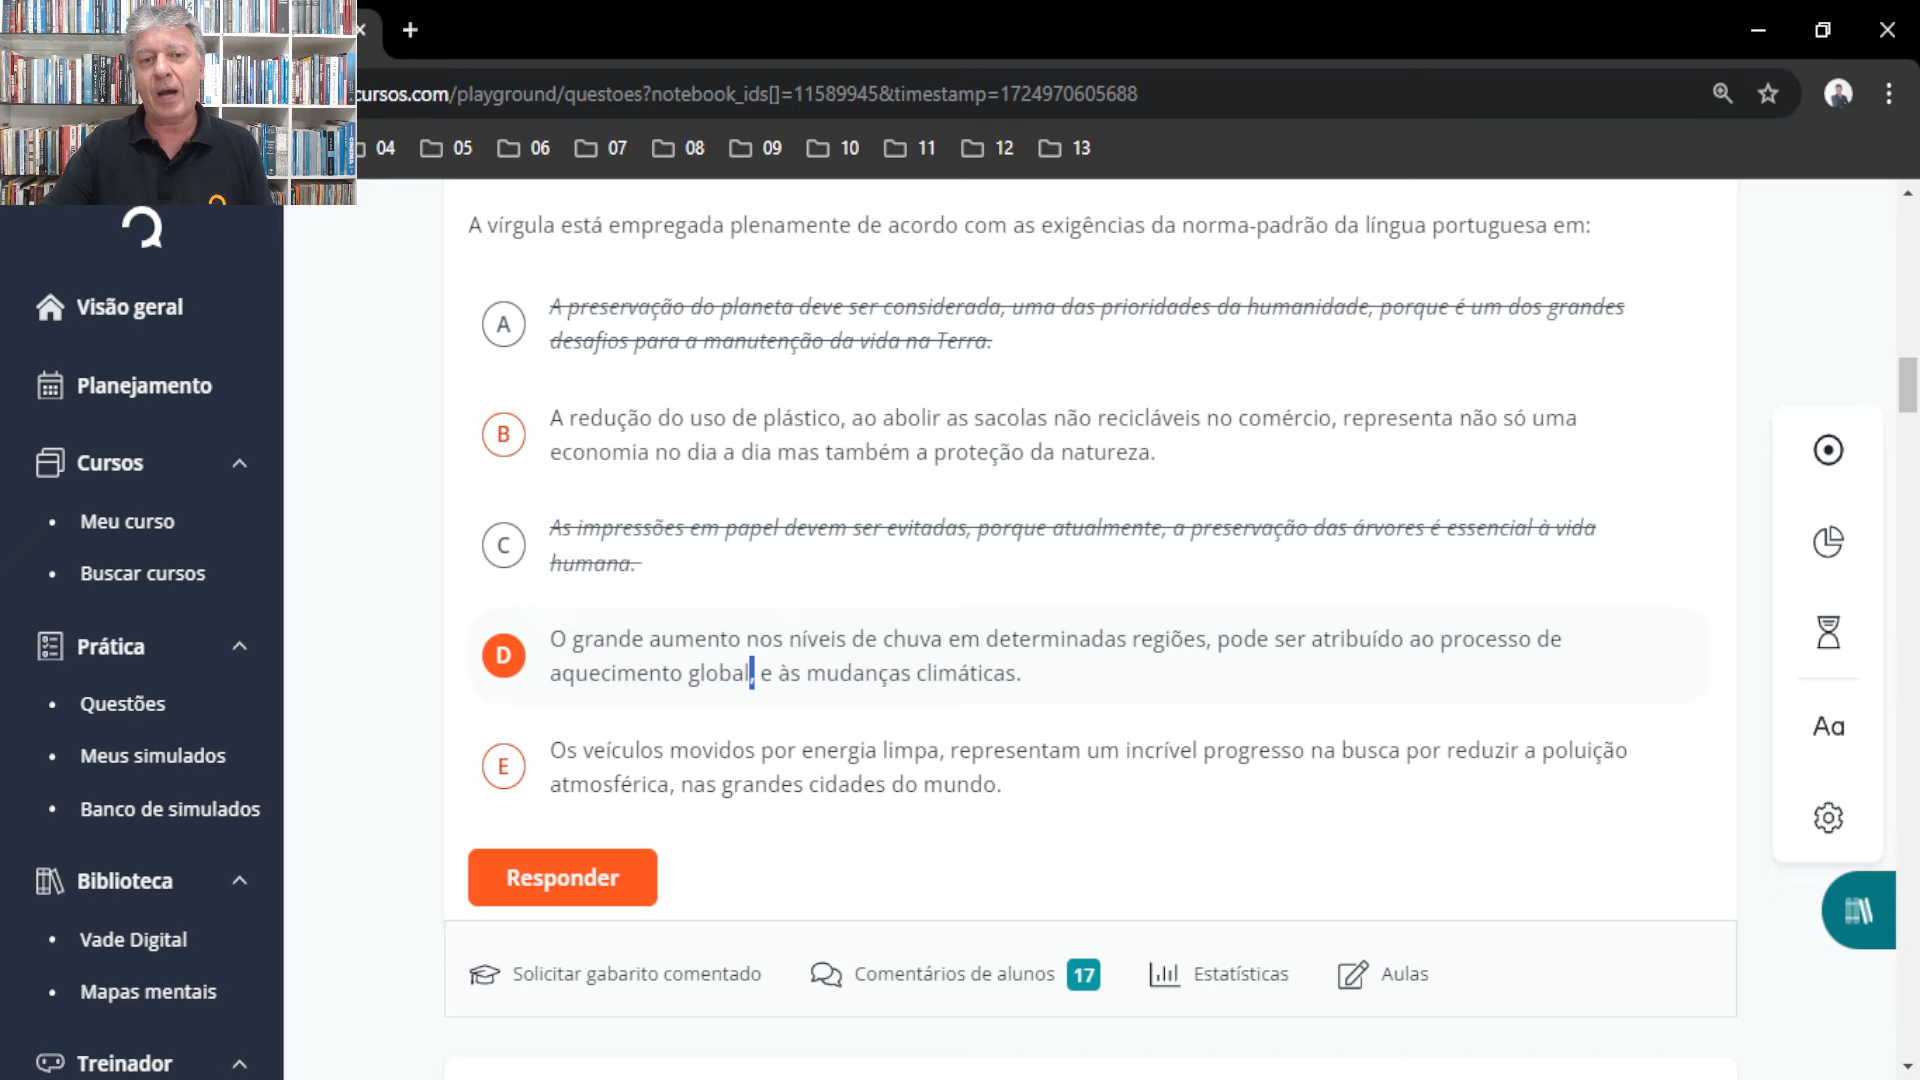 cursos.com/playground/questoes?notebook_ids[]=11589945&timestamp=1724970605688
04 05 06 07 08 09 10 11 12 13
Visão geral
Planejamento
Cursos
Meu curso
Buscar cursos
Prática
Questões
Meus simulados
Banco de simulados
Biblioteca
Vade Digital
Mapas mentais
Treinador
A vírgula está empregada plenamente de acordo com as exigências da norma-padrão da língua portuguesa em:
A A preservação do planeta deve ser considerada, uma das prioridades da humanidade, porque é um dos grandes
desafios para a manutenção da vida na Terra.
B A redução do uso de plástico, ao abolir as sacolas não recicláveis no comércio, representa não só uma
economia no dia a dia mas também a proteção da natureza.
C As impressões em papel devem ser evitadas, porque atualmente, a preservação das árvores é essencial à vida
humana.
D O grande aumento nos níveis de chuva em determinadas regiões, pode ser atribuído ao processo de
aquecimento global, e às mudanças climáticas.
E Os veículos movidos por energia limpa, representam um incrível progresso na busca por reduzir a poluição
atmosférica, nas grandes cidades do mundo.
Responder
Solicitar gabarito comentado Comentários de alunos 17 Estatísticas Aulas
Aa